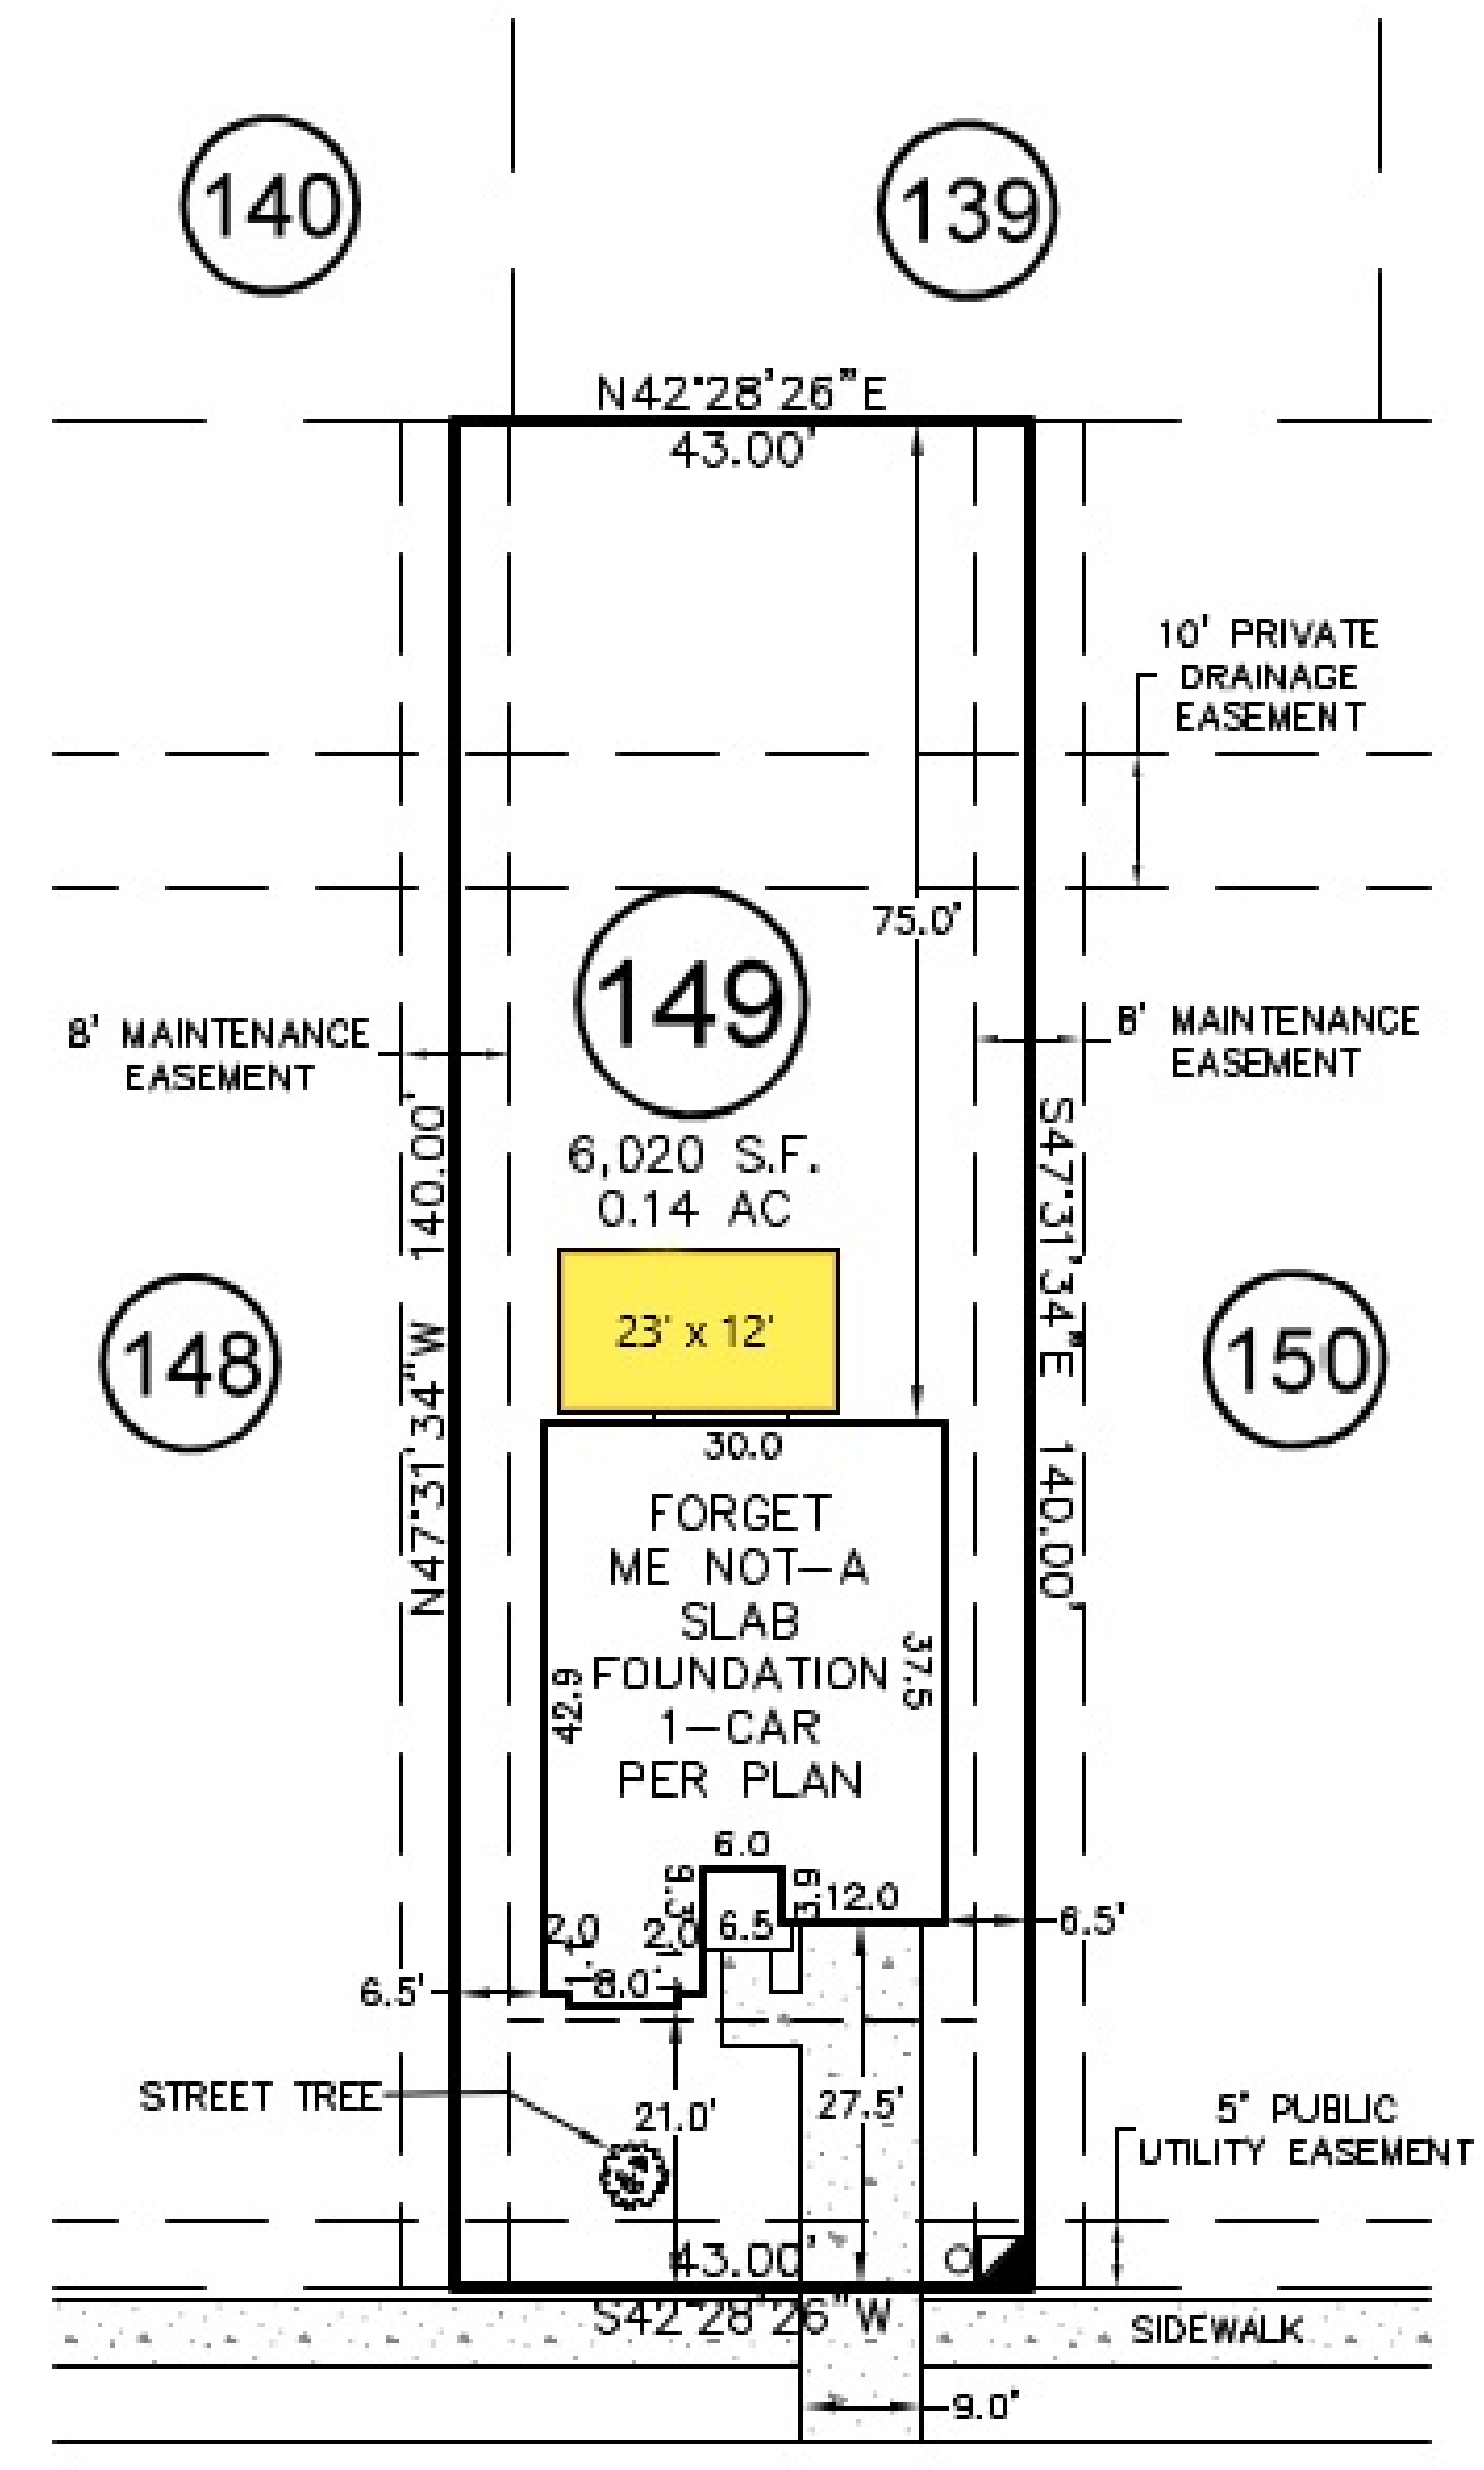 140
139
N42°28'26"E
43.00'
10' PRIVATE
DRAINAGE
EASEMENT
75.0'
149
8' MAINTENANCE
EASEMENT
8' MAINTENANCE
EASEMENT
6,020 S.F.
0.14 AC
N47°31'34"W 140.00'
S47°31'34"E 140.00'
23' x 12'
148
150
30.0
FORGET
ME NOT-A
SLAB
FOUNDATION
1-CAR
PER PLAN
42.9
37.5
6.0
3.9
12.0
2.0
2.0
6.5
6.5'
8.0'
6.5'
STREET TREE
21.0'
27.5'
5' PUBLIC
UTILITY EASEMENT
43.00'
S42°28'26"W
SIDEWALK
9.0'